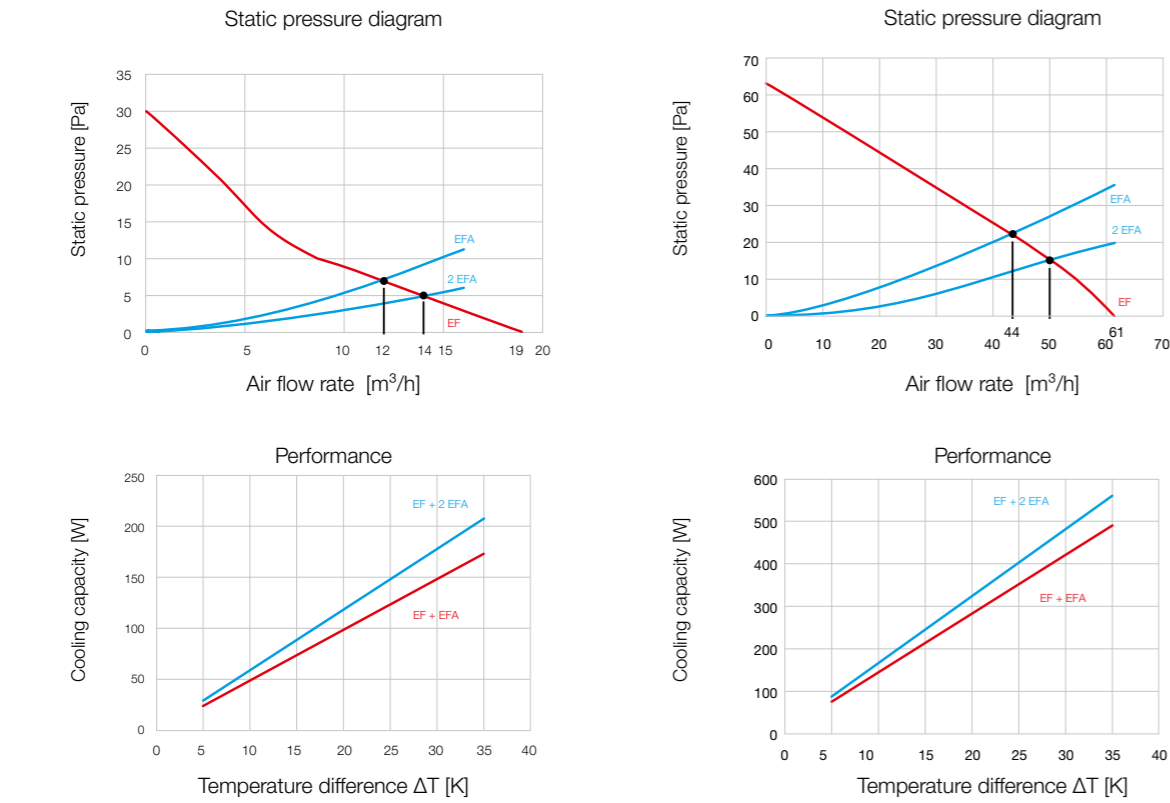 Static pressure diagram
Static pressure [Pa]
35
30
25
20
15
10
5
0
EFA
2 EFA
EF
0 5 10 12 14 15 19 20
Air flow rate [m³/h]
Static pressure diagram
Static pressure [Pa]
70
60
50
40
30
20
10
0
EFA
2 EFA
EF
44 61
0 10 20 30 40 50 60 70
Air flow rate [m³/h]
Performance
Cooling capacity [W]
250
200
150
100
50
0
EF + 2 EFA
EF + EFA
0 5 10 15 20 25 30 35 40
Temperature difference ΔT [K]
Performance
Cooling capacity [W]
600
500
400
300
200
100
0
EF + 2 EFA
EF + EFA
0 5 10 15 20 25 30 35 40
Temperature difference ΔT [K]